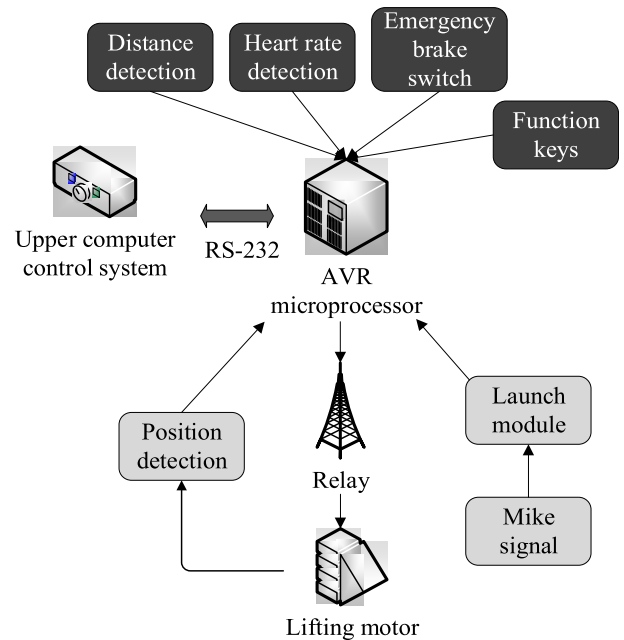 Distance
detection
Heart rate
detection
Emergency
brake
switch
Function
keys
Upper computer
control system
RS-232
AVR
microprocessor
Position
detection
Launch
module
Relay
Mike
signal
Lifting motor